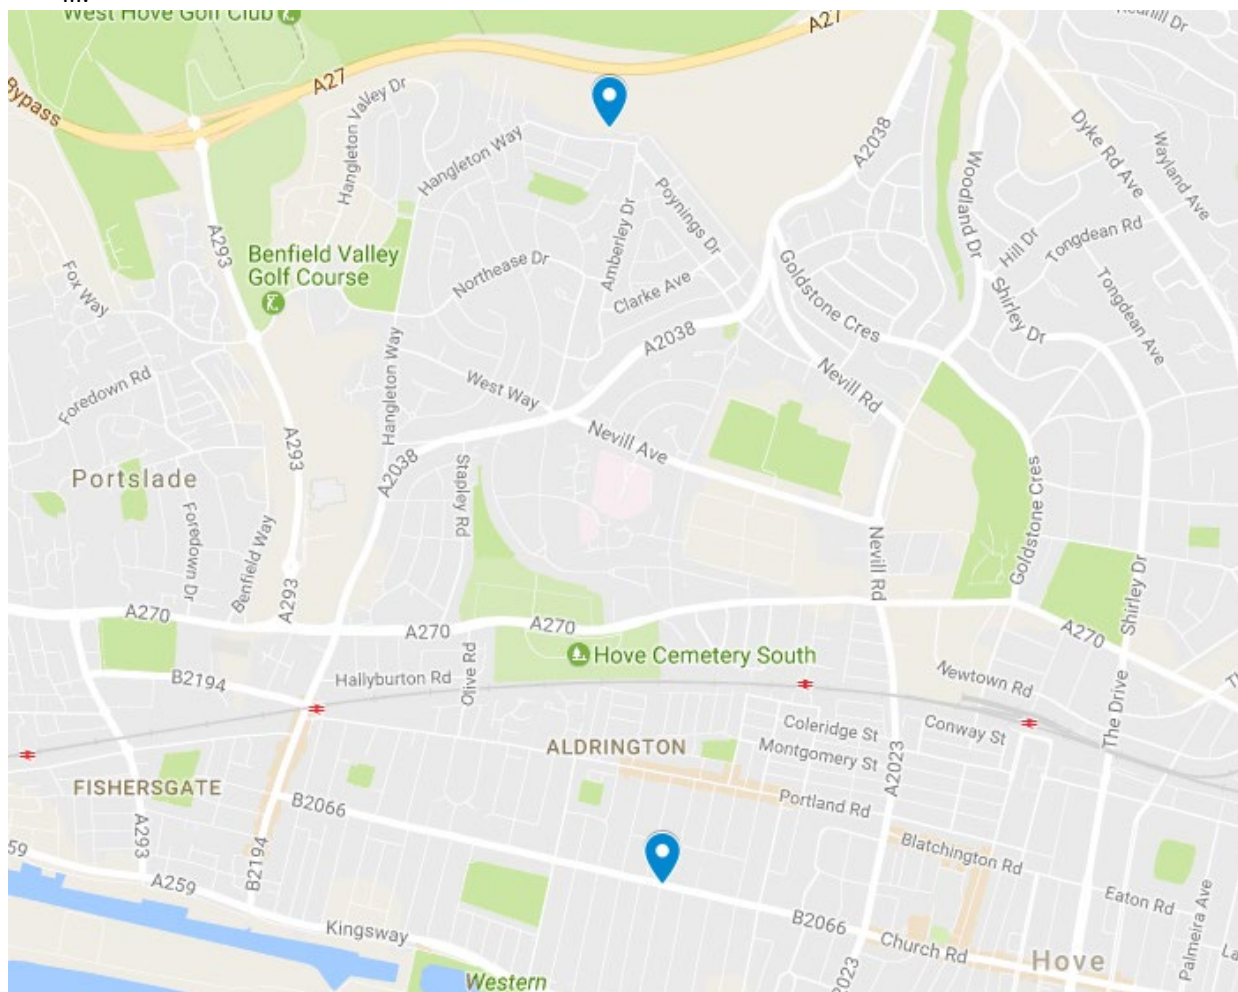 West Hove Golf Club
A27
A27
Bypass
Hangleton Valley Dr
Hangleton Way
A2038
Dyke Rd Ave
Wayland Ave
Woodland Dr
Poynings Dr
Amberley Dr
Hill Dr
Tongdean Rd
A293
Benfield Valley
Golf Course
Northease Dr
Clarke Ave
Goldstone Cres
Shirley Dr
Tongdean Ave
Fox Way
A2038
Hangleton Way
Nevill Rd
Foredown Rd
West Way
Nevill Ave
A293
A2038
Portslade
Stapley Rd
Goldstone Cres
Foredown Dr
Benfield Way
Nevill Rd
A293
Shirley Dr
A270
A270
A270
A270
Hove Cemetery South
Hallyburton Rd
Olive Rd
B2194
Newtown Rd
The Drive
Coleridge St
Conway St
ALDRINGTON
Montgomery St
A2023
FISHERSGATE
B2066
Portland Rd
A293
B2194
Blatchington Rd
59
A259
Eaton Rd
Palmeira Ave
Kingsway
B2066
Church Rd
Hove
2023
Western